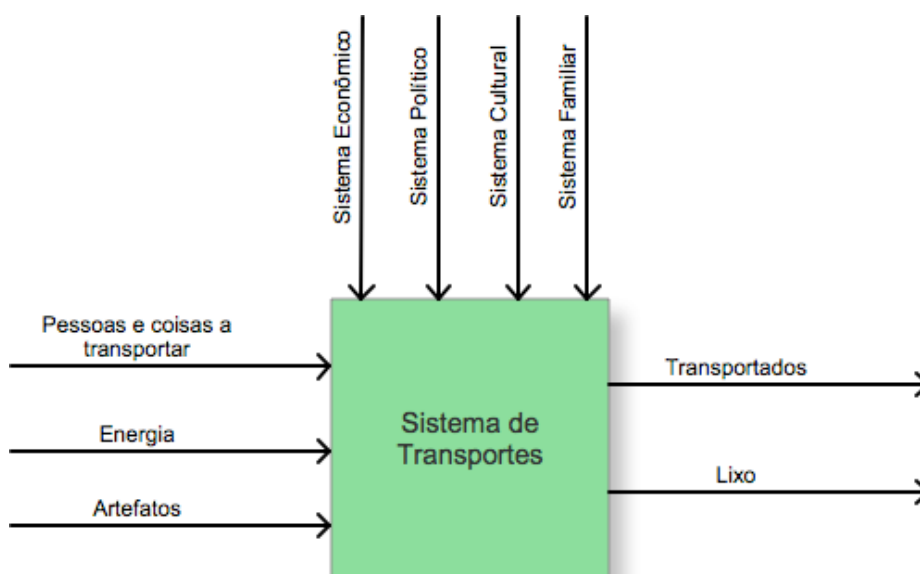 Sistema Econômico
Sistema Político
Sistema Cultural
Sistema Familiar
Pessoas e coisas a
transportar
Energia
Artefatos
Sistema de
Transportes
Transportados
Lixo